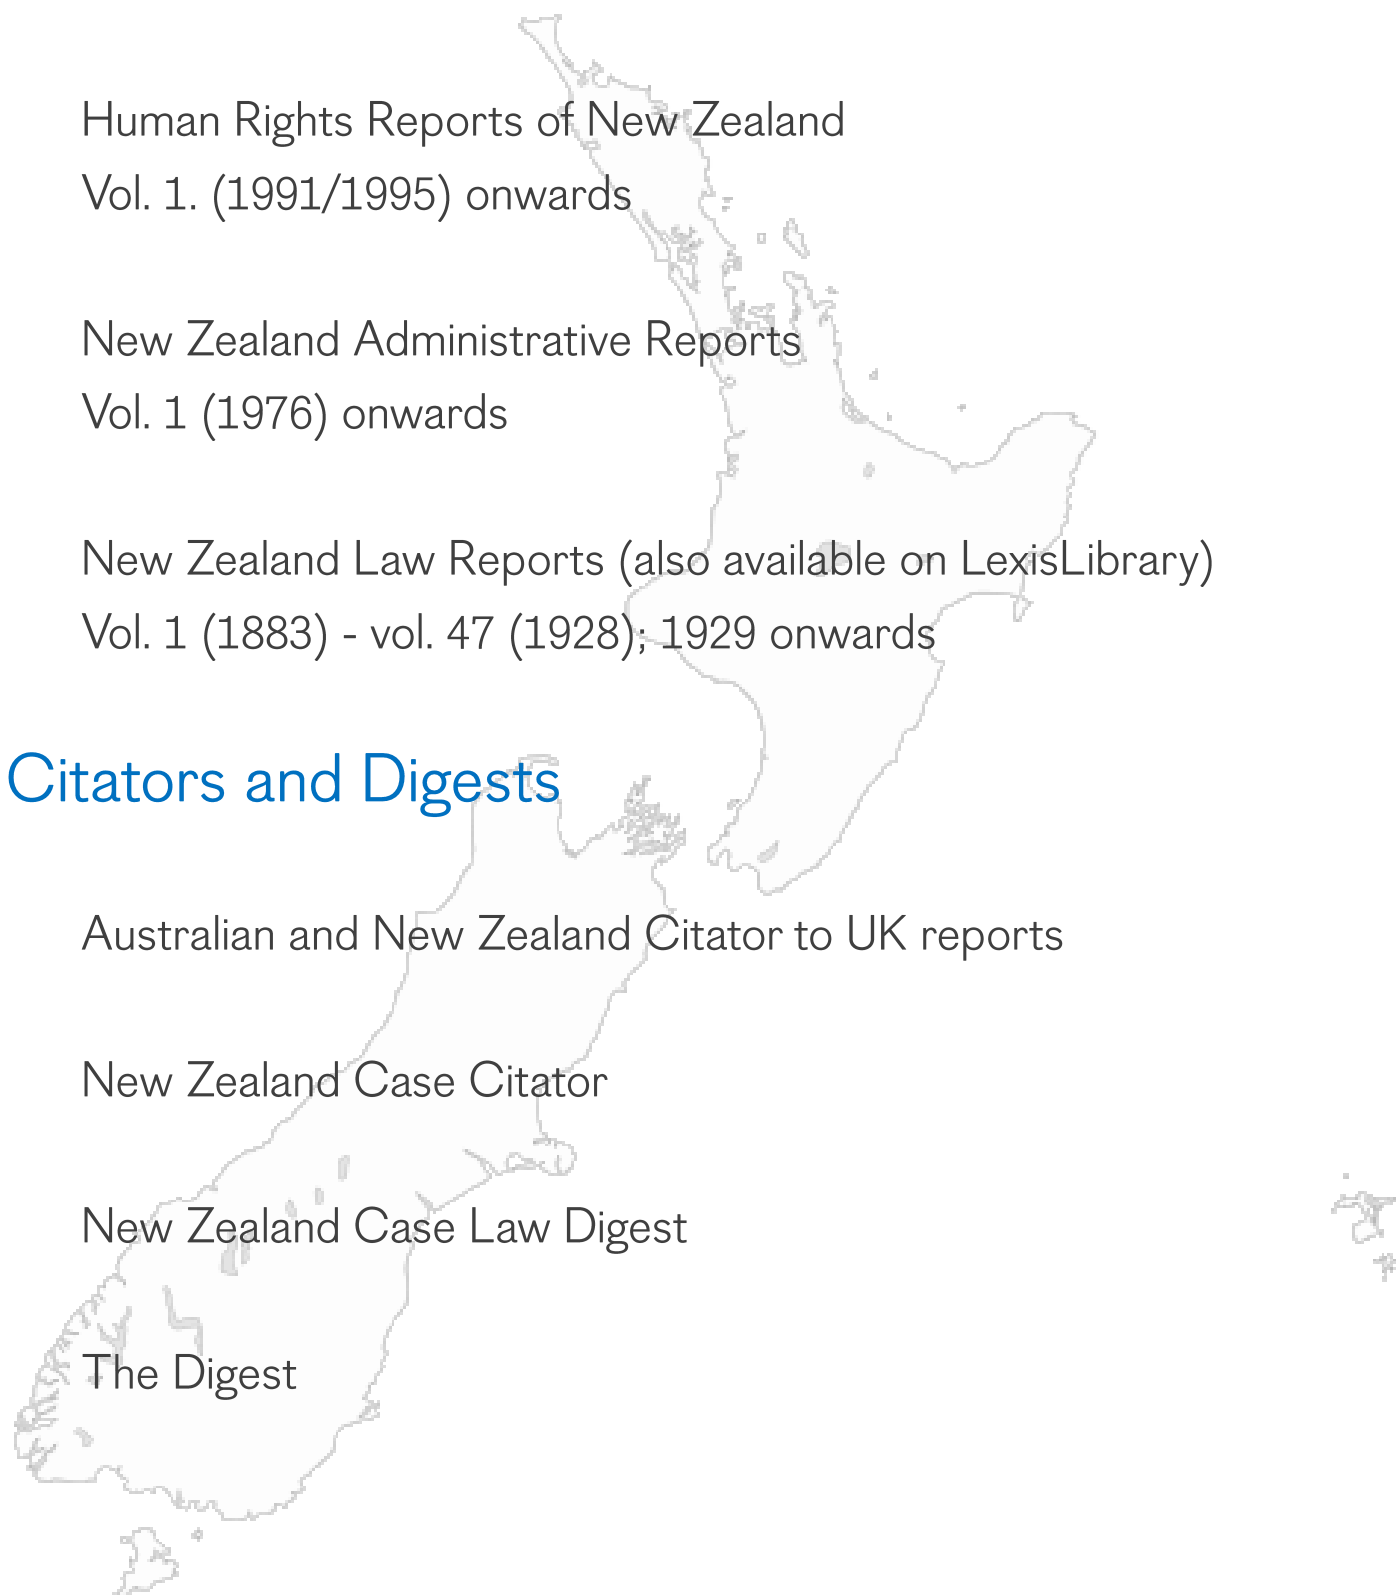 Human Rights Reports of New Zealand
Vol. 1. (1991/1995) onwards
New Zealand Administrative Reports
Vol. 1 (1976) onwards
New Zealand Law Reports (also available on LexisLibrary)
Vol. 1 (1883) - vol. 47 (1928); 1929 onwards
Citators and Digests
Australian and New Zealand Citator to UK reports
New Zealand Case Citator
New Zealand Case Law Digest
The Digest